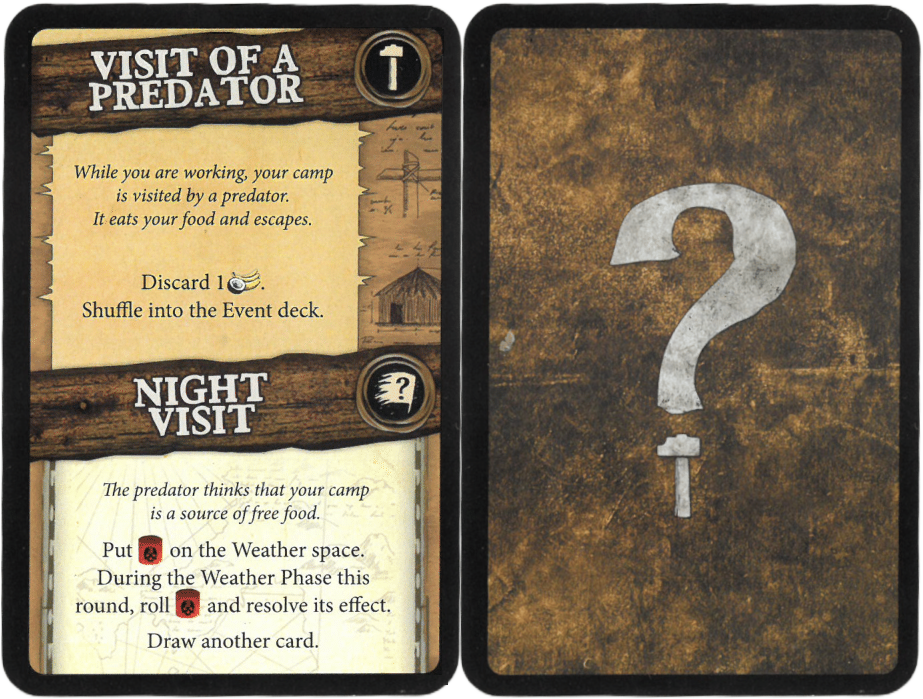 VISIT OF A
PREDATOR
While you are working, your camp
is visited by a predator.
It eats your food and escapes.
Discard 1 .
Shuffle into the Event deck.
NIGHT
VISIT
?
The predator thinks that your camp
is a source of free food.
Put on the Weather space.
During the Weather Phase this
round, roll and resolve its effect.
Draw another card.
?